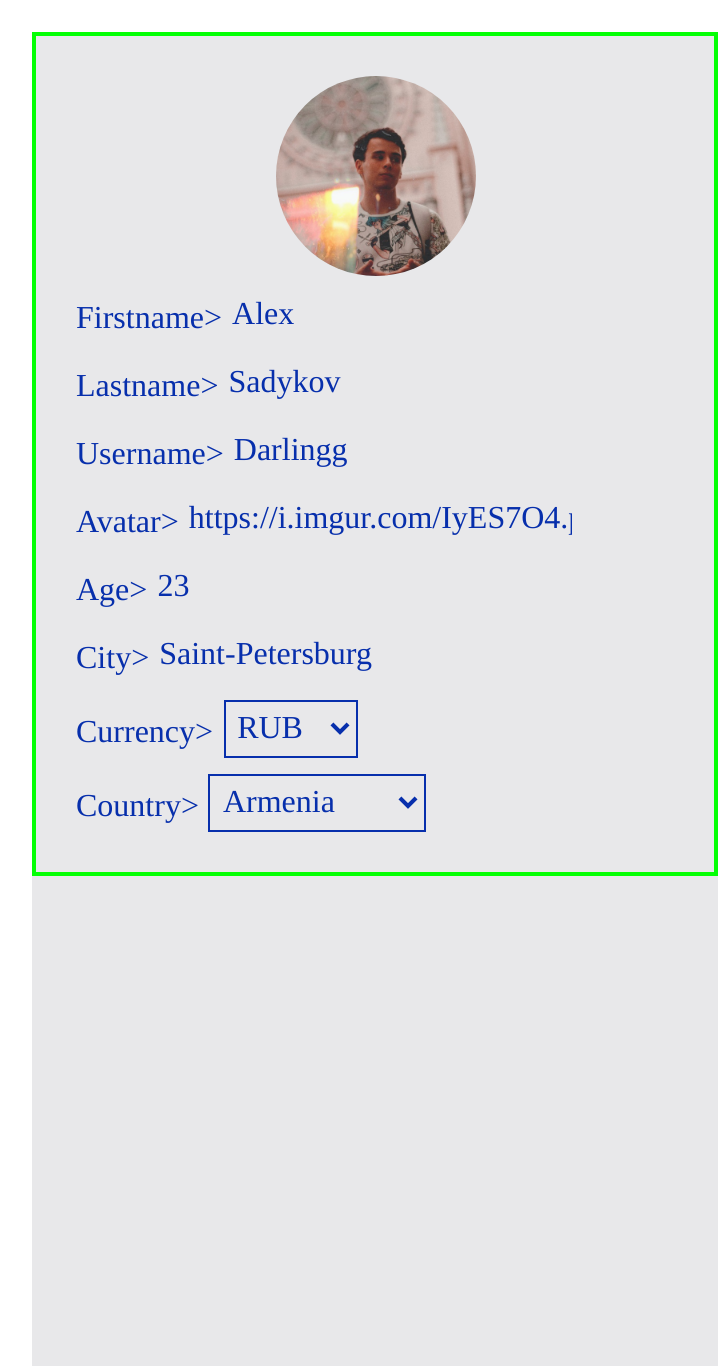 Firstname> Alex
Lastname> Sadykov
Username> Darlingg
Avatar> https://i.imgur.com/IyES7O4.
Age> 23
City> Saint-Petersburg
Currency> RUB
Country> Armenia